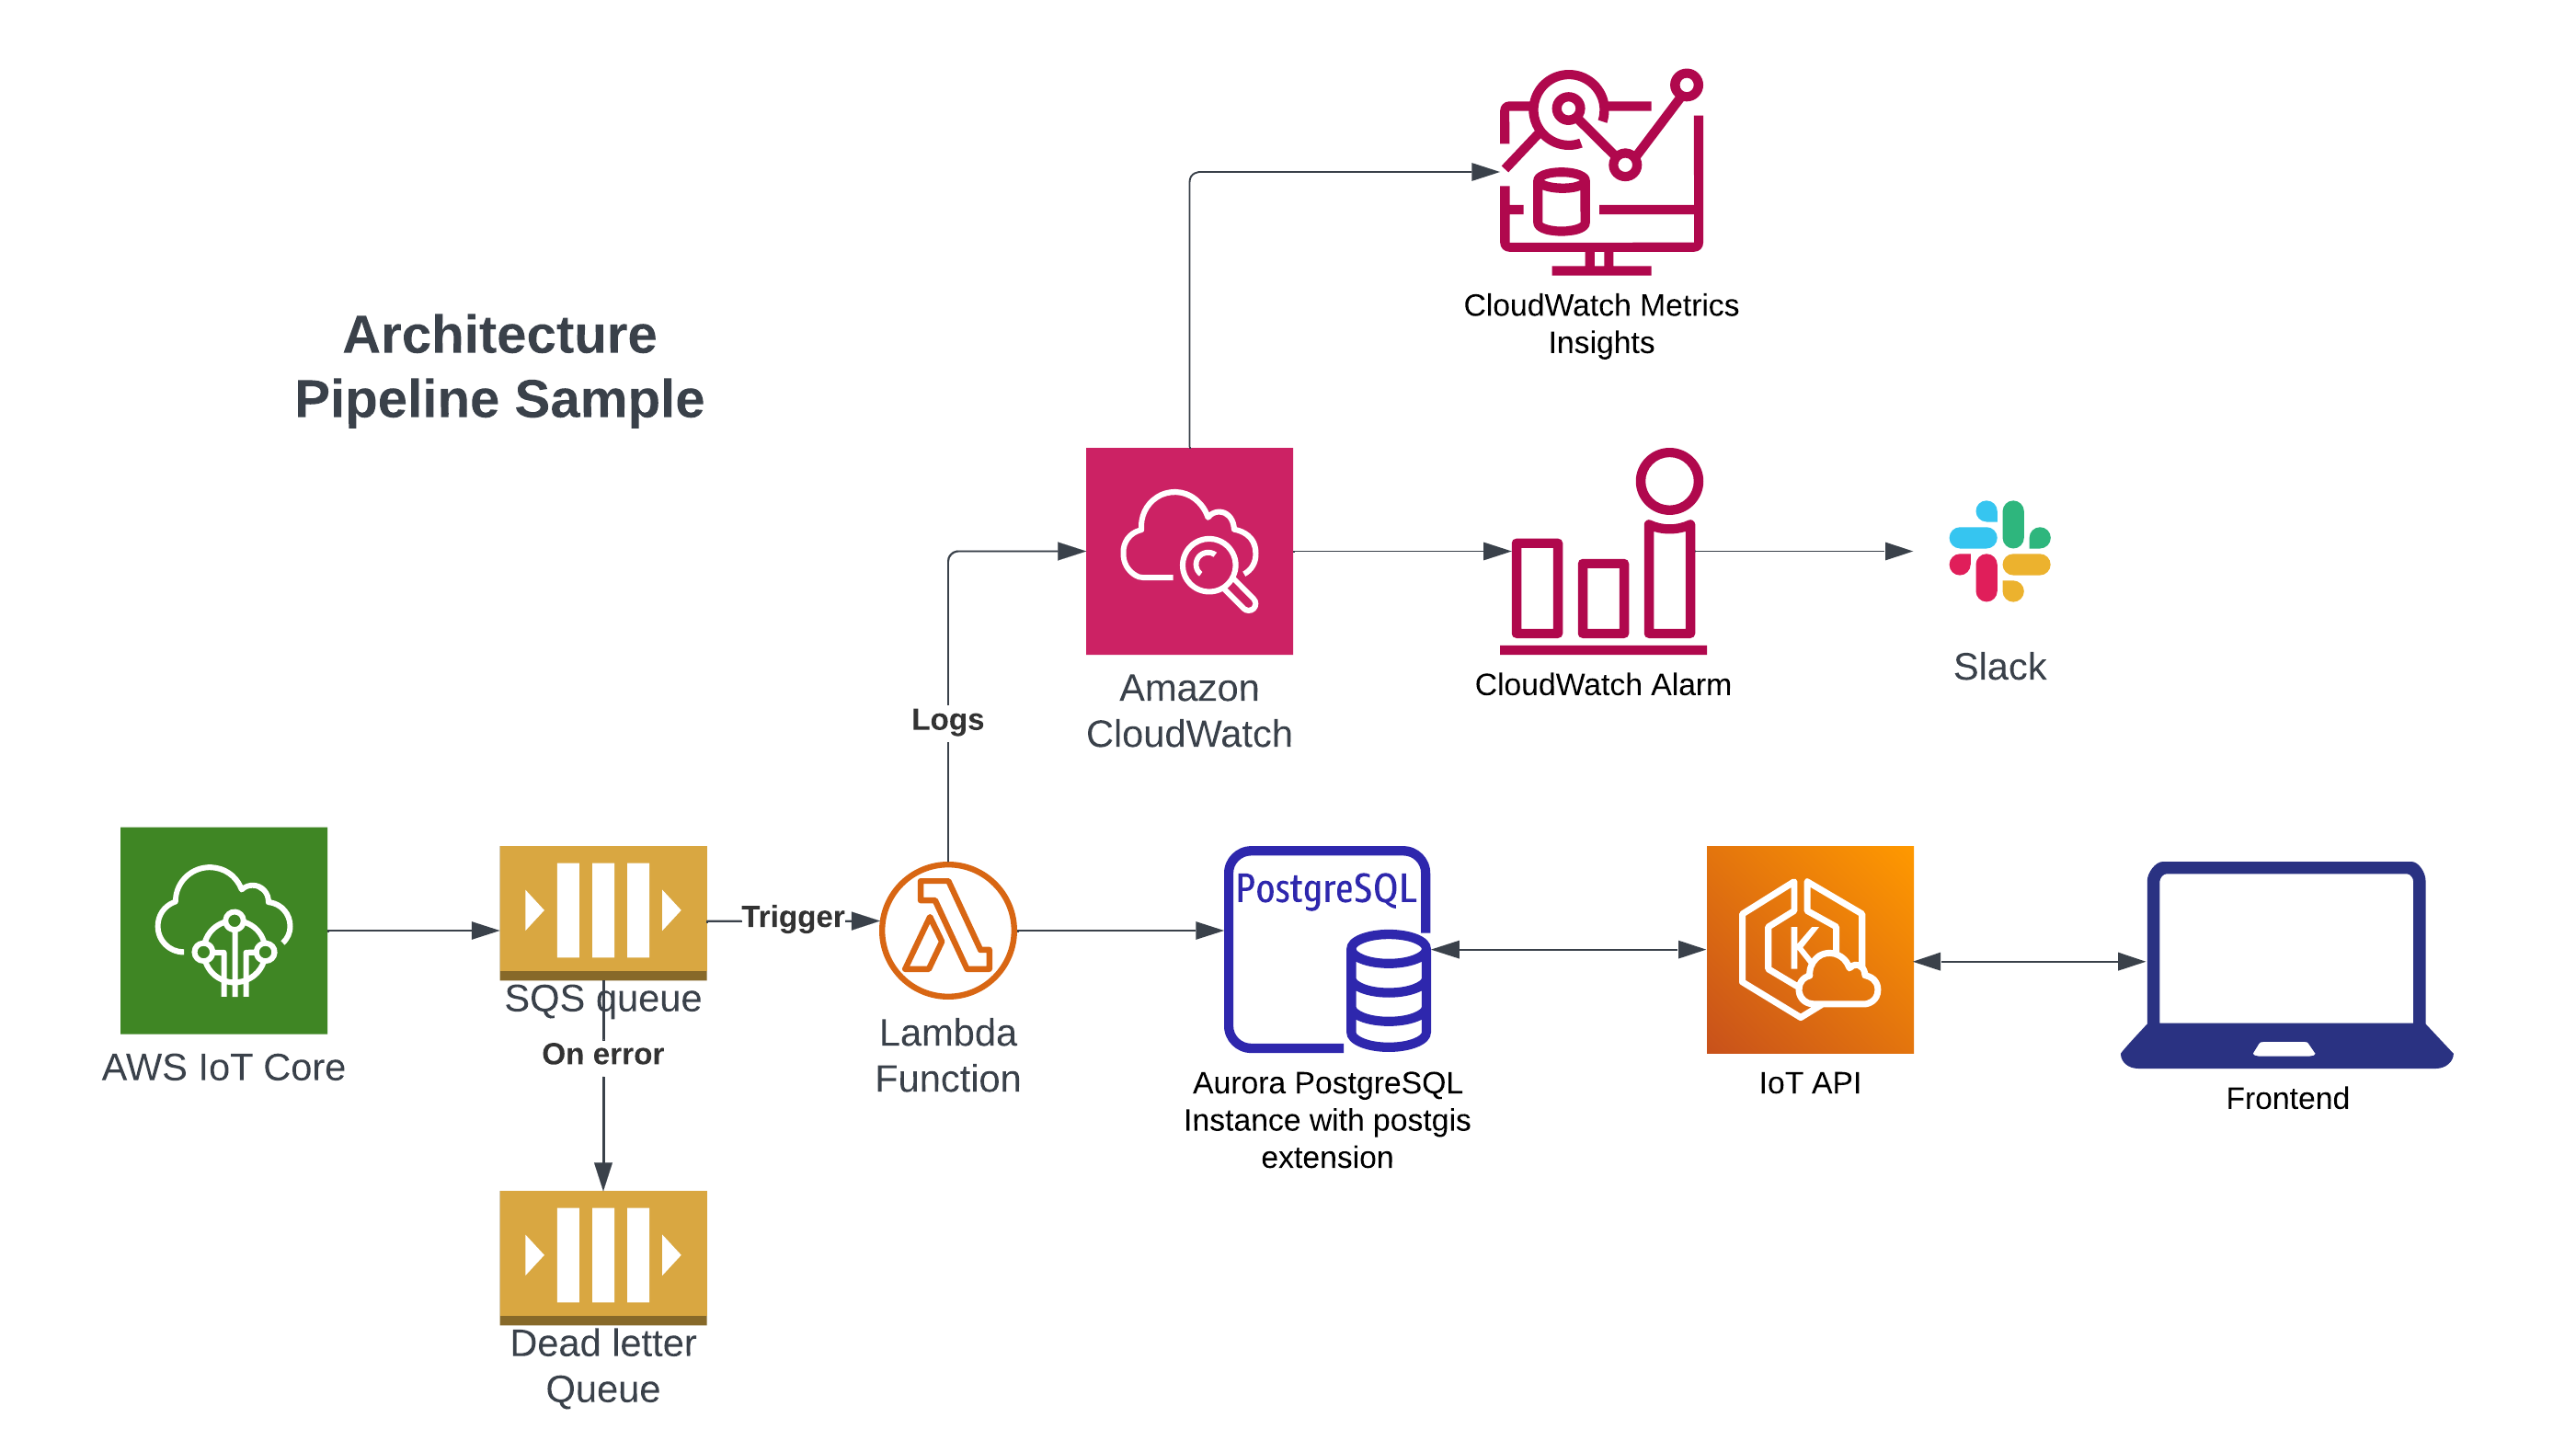 Architecture
Pipeline Sample
CloudWatch Metrics
Insights
Amazon
CloudWatch
CloudWatch Alarm
Slack
Logs
AWS IoT Core
SQS queue
Trigger
On error
Lambda
Function
PostgreSQL
Aurora PostgreSQL
Instance with postgis
extension
K
IoT API
Frontend
Dead letter
Queue